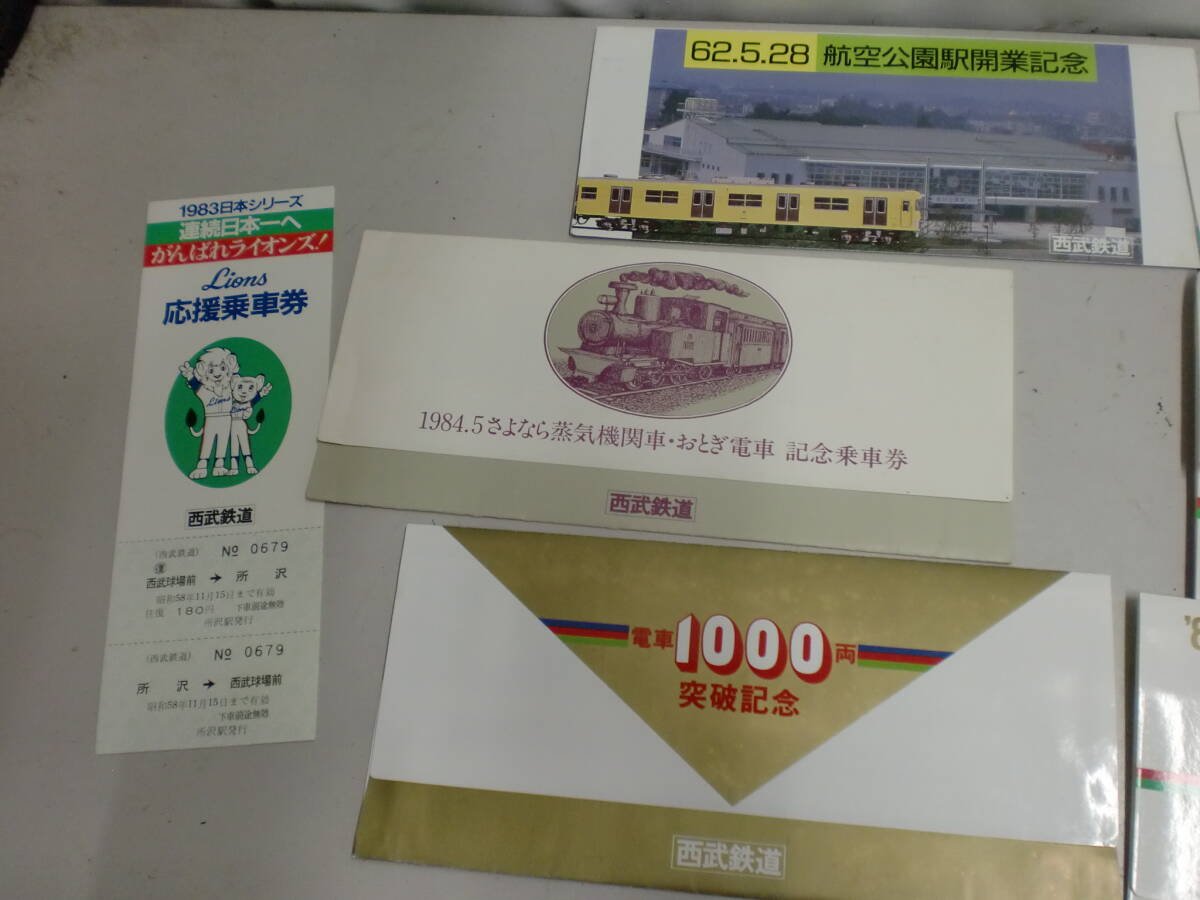 1983日本シリーズ
連続日本一へ
がんばれライオンズ!
Lions
応援乗車券
Lions
Lions
西武鉄道
(西武鉄道) № 0679
復
西武球場前 → 所沢
昭和58年11月15日まで有効
往復 180円 下車前途無効
所沢駅発行
(西武鉄道) № 0679
所沢 → 西武球場前
昭和58年11月15日まで有効
下車前途無効
所沢駅発行
62.5.28 航空公園駅開業記念
西武鉄道
1984.5さよなら蒸気機関車・おとぎ電車 記念乗車券
西武鉄道
電車1000両
突破記念
西武鉄道
'8